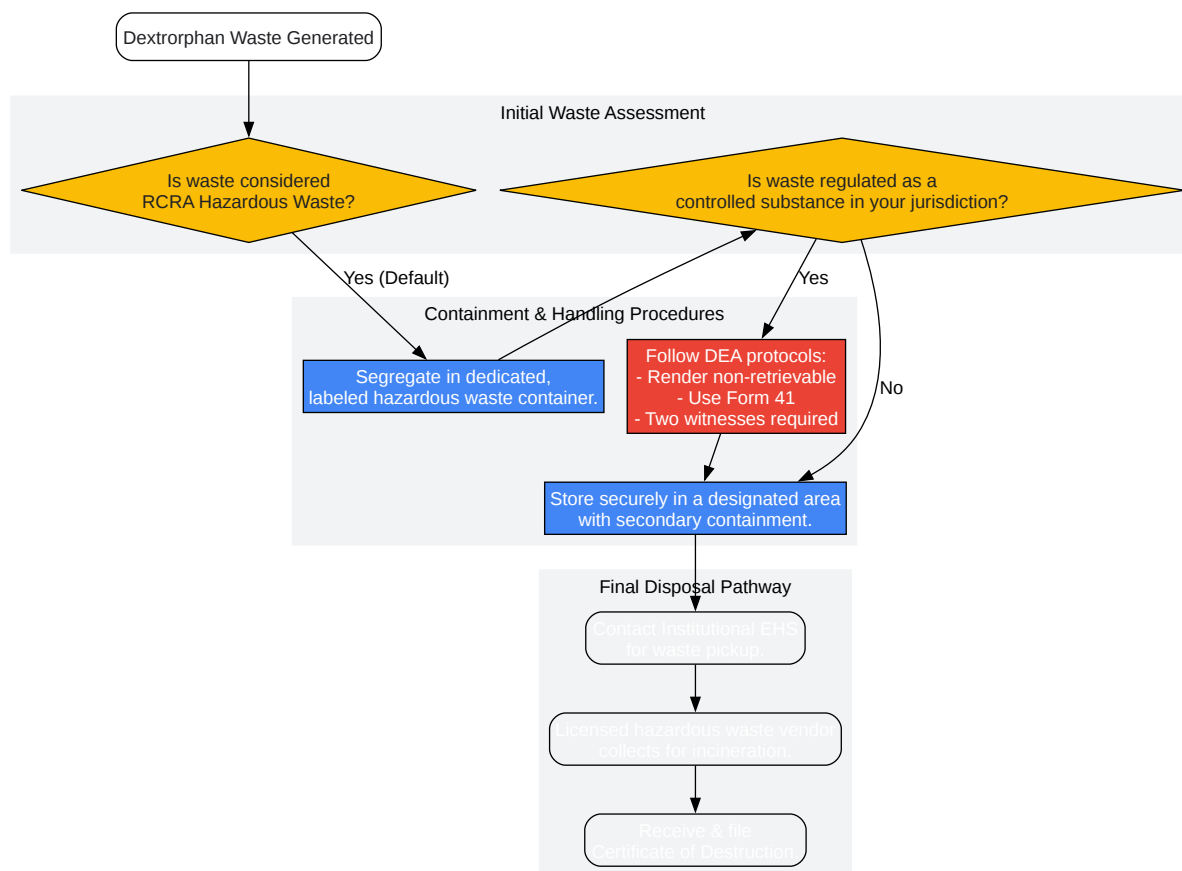 Dextrorphan Waste Generated
Initial Waste Assessment
Is waste considered
RCRA Hazardous Waste?
Is waste regulated as a
controlled substance in your jurisdiction?
Yes (Default)
Yes
No
Containment & Handling Procedures
Segregate in dedicated,
labeled hazardous waste container.
Follow DEA protocols:
- Render non-retrievable
- Use Form 41
- Two witnesses required
Store securely in a designated area
with secondary containment.
Final Disposal Pathway
Contact Institutional EHS
for waste pickup.
Licensed hazardous waste vendor
collects for incineration.
Receive & file
Certificate of Destruction.